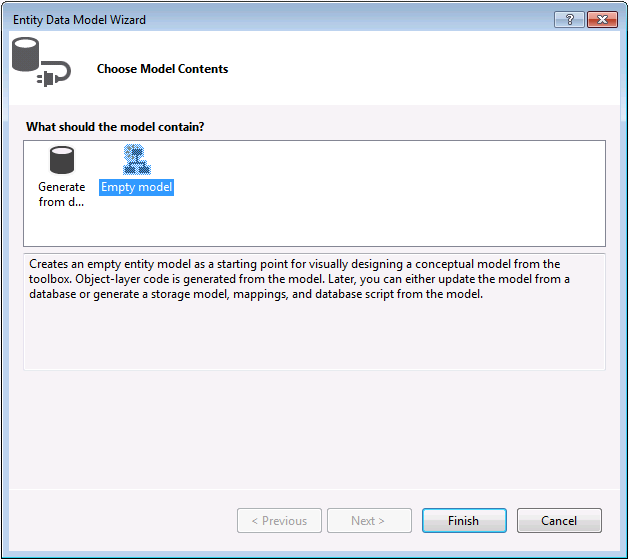 Entity Data Model Wizard
?
Choose Model Contents
What should the model contain?
Generate
from d...
Empty model
Creates an empty entity model as a starting point for visually designing a conceptual model from the
toolbox. Object-layer code is generated from the model. Later, you can either update the model from a
database or generate a storage model, mappings, and database script from the model.
< Previous
Next >
Finish
Cancel